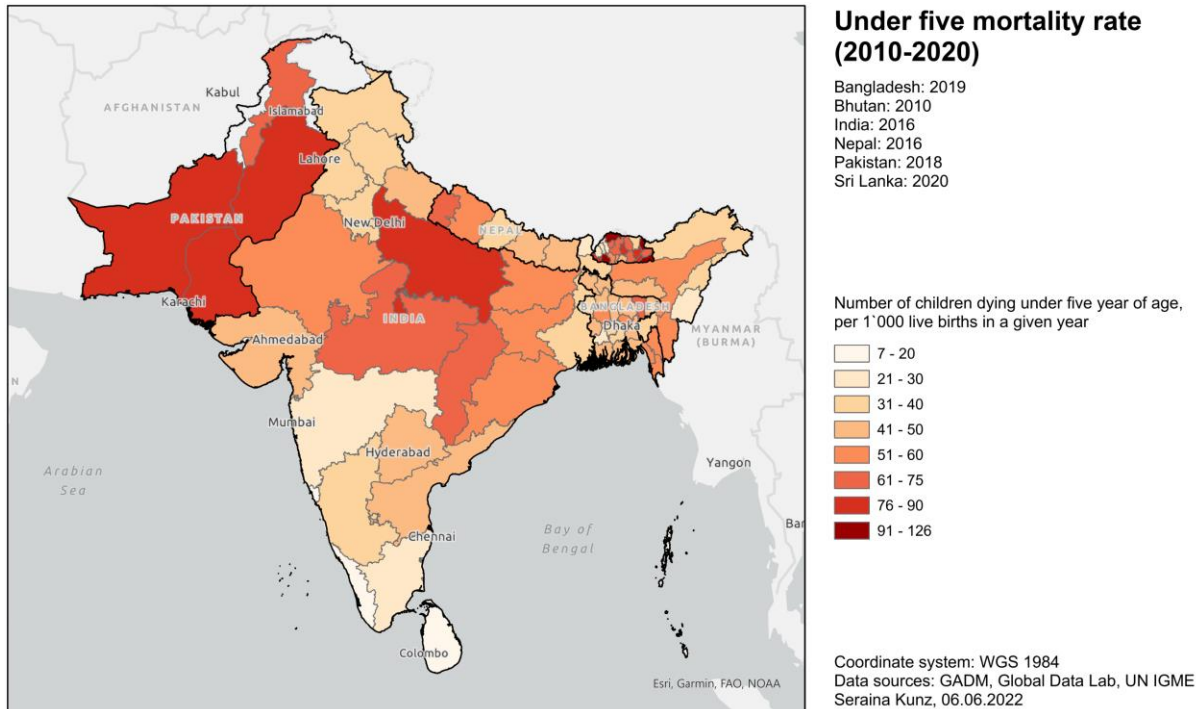 Under five mortality rate
(2010-2020)
Bangladesh: 2019
Bhutan: 2010
India: 2016
Nepal: 2016
Pakistan: 2018
Sri Lanka: 2020
Number of children dying under five year of age,
per 1`000 live births in a given year
7 - 20
21 - 30
31 - 40
41 - 50
51 - 60
61 - 75
76 - 90
91 - 126
Coordinate system: WGS 1984
Data sources: GADM, Global Data Lab, UN IGME
Seraina Kunz, 06.06.2022
Kabul
AFGHANISTAN
Islamabad
Lahore
PAKISTAN
New Delhi
NEPAL
Karachi
INDIA
BANGLADESH
Dhaka
Ahmedabad
MYANMAR
(BURMA)
Mumbai
Hyderabad
Yangon
Arabian
Sea
Bay of
Bengal
Ban
Chennai
Colombo
N
Esri, Garmin, FAO, NOAA